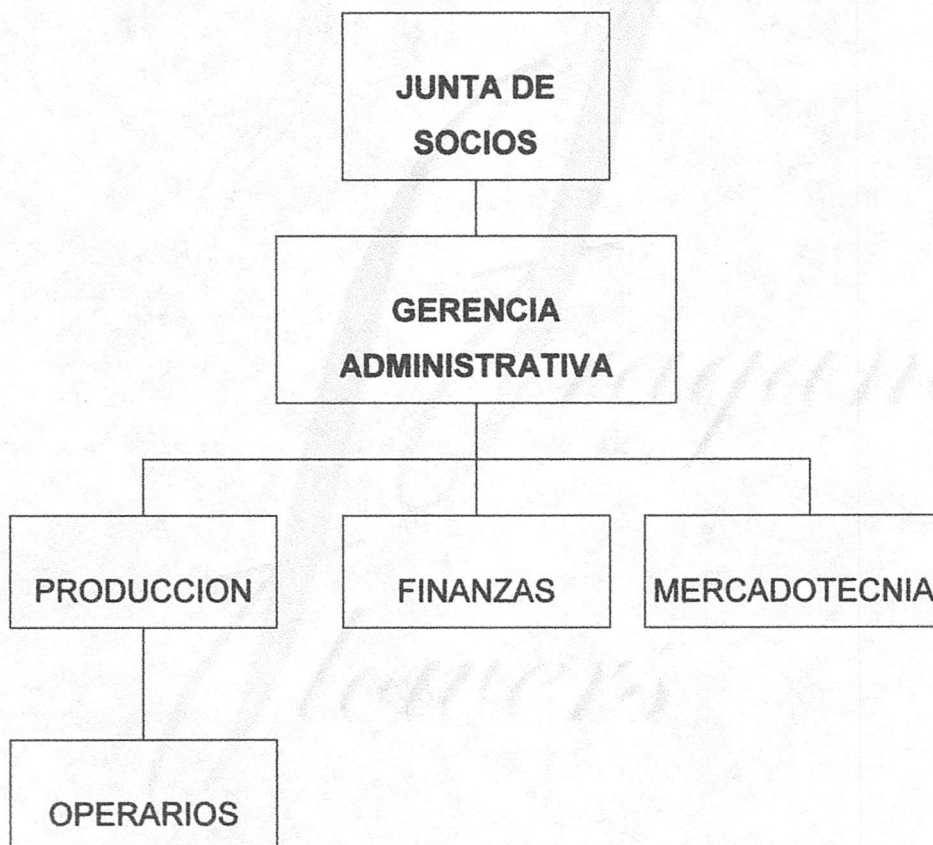 JUNTA DE
SOCIOS
GERENCIA
ADMINISTRATIVA
PRODUCCION
FINANZAS
MERCADOTECNIA
OPERARIOS